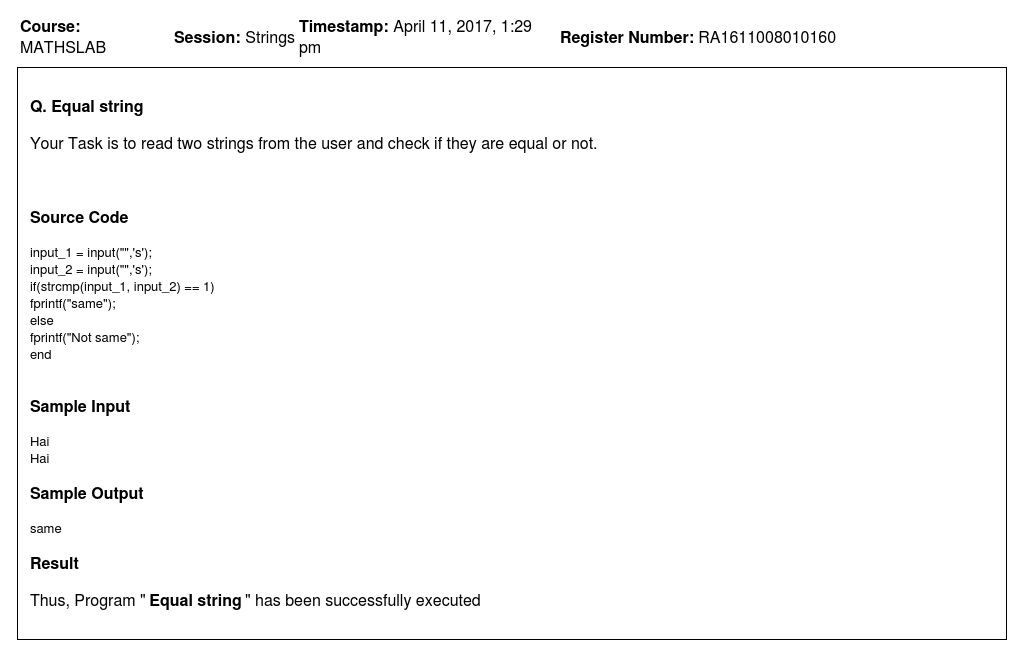 Course:
MATHSLAB
Session: Strings
Timestamp: April 11, 2017, 1:29
pm
Register Number: RA1611008010160
Q. Equal string
Your Task is to read two strings from the user and check if they are equal or not.
Source Code
input_1 = input("",'s');
input_2 = input("",'s');
if(strcmp(input_1, input_2) == 1)
fprintf("same");
else
fprintf("Not same");
end
Sample Input
Hai
Hai
Sample Output
same
Result
Thus, Program " Equal string " has been successfully executed